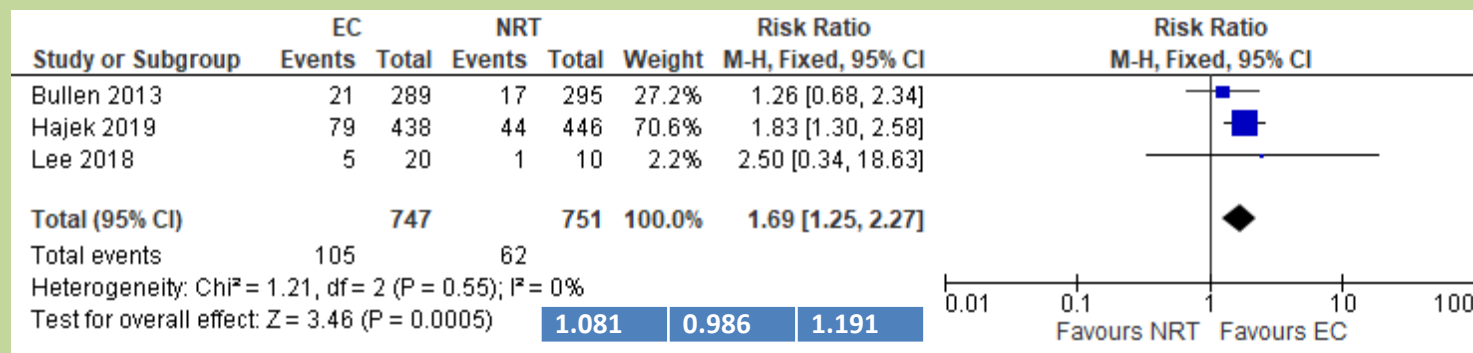 EC NRT Risk Ratio Risk Ratio
Study or Subgroup Events Total Events Total Weight M-H, Fixed, 95% CI M-H, Fixed, 95% CI
Bullen 2013 21 289 17 295 27.2% 1.26 [0.68, 2.34]
Hajek 2019 79 438 44 446 70.6% 1.83 [1.30, 2.58]
Lee 2018 5 20 1 10 2.2% 2.50 [0.34, 18.63]
Total (95% CI) 747 751 100.0% 1.69 [1.25, 2.27]
Total events 105 62
Heterogeneity: Chi² = 1.21, df = 2 (P = 0.55); I² = 0%
Test for overall effect: Z = 3.46 (P = 0.0005) 1.081 0.986 1.191
0.01 0.1 1 10 100
Favours NRT Favours EC